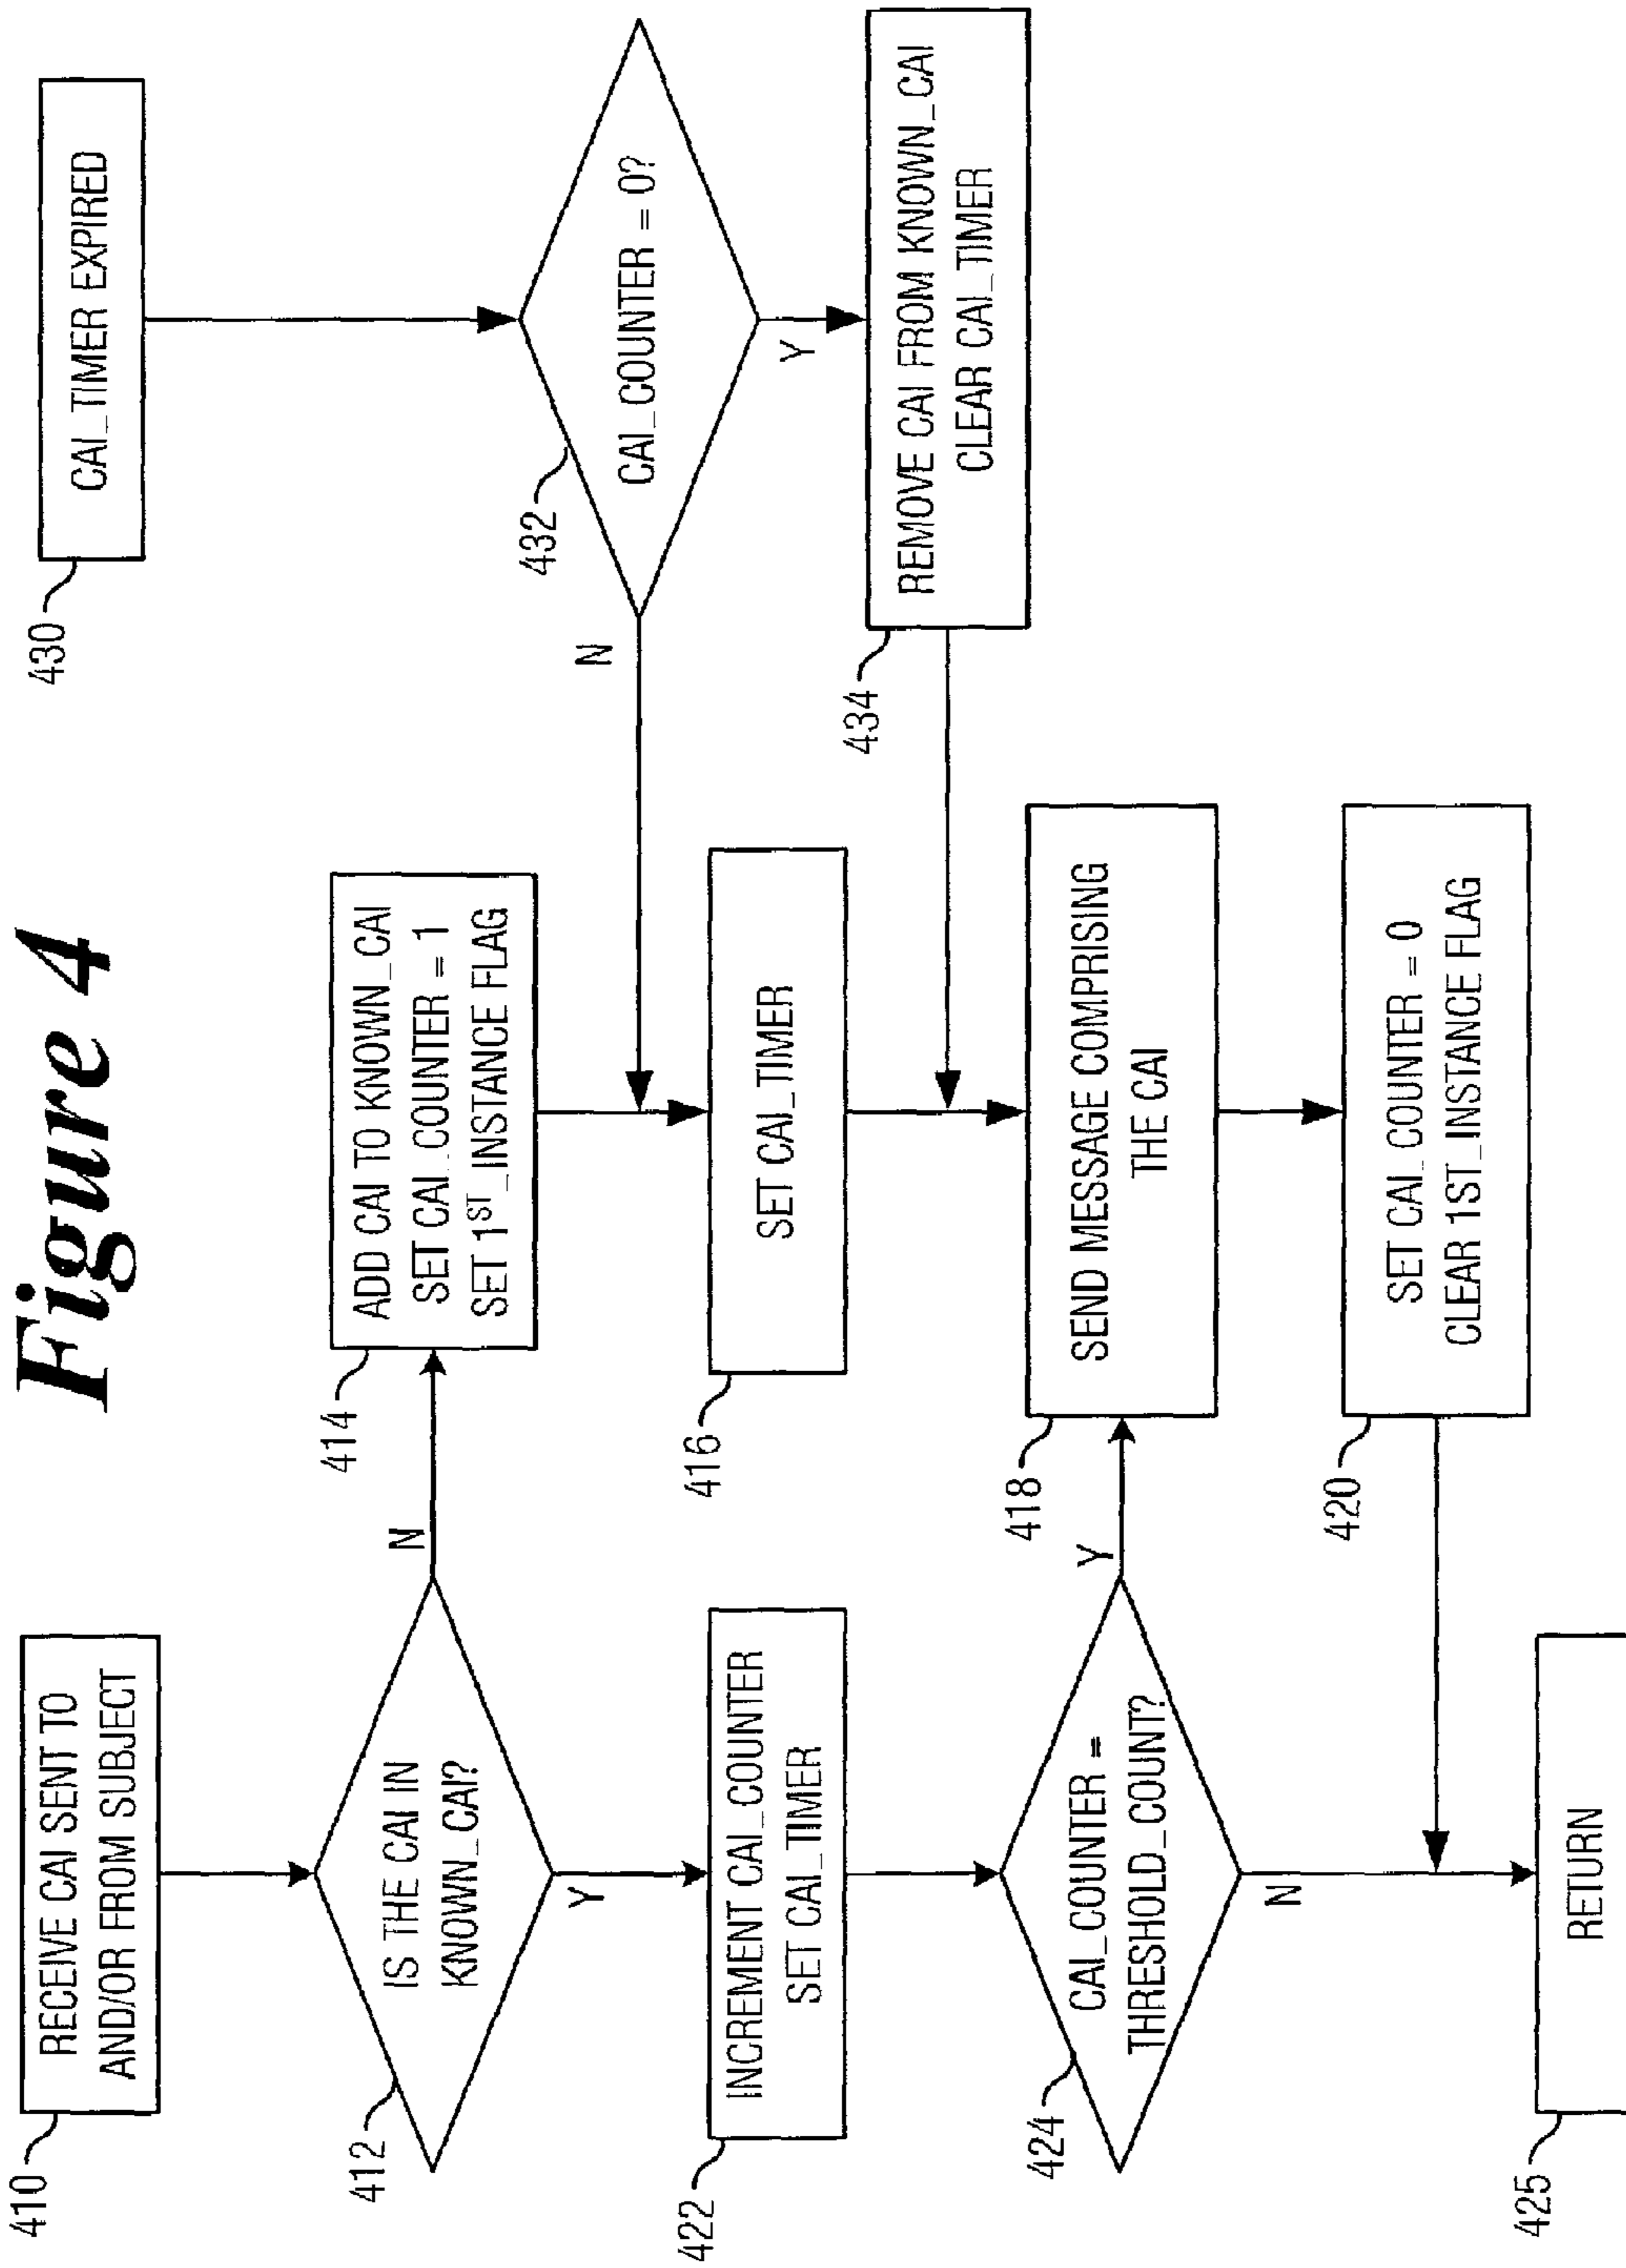 Figure 4
410
RECEIVE CAI SENT TO
AND/OR FROM SUBJECT
412
IS THE CAI IN
KNOWN_CAI?
N
Y
414
ADD CAI TO KNOWN_CAI
SET CAI_COUNTER = 1
SET 1ST_INSTANCE FLAG
416
SET CAI_TIMER
418
SEND MESSAGE COMPRISING
THE CAI
420
SET CAI_COUNTER = 0
CLEAR 1ST_INSTANCE FLAG
422
INCREMENT CAI_COUNTER
SET CAI_TIMER
424
CAI_COUNTER =
THRESHOLD_COUNT?
Y
N
425
RETURN
430
CAI_TIMER EXPIRED
432
CAI_COUNTER = 0?
N
Y
434
REMOVE CAI FROM KNOWN_CAI
CLEAR CAI_TIMER